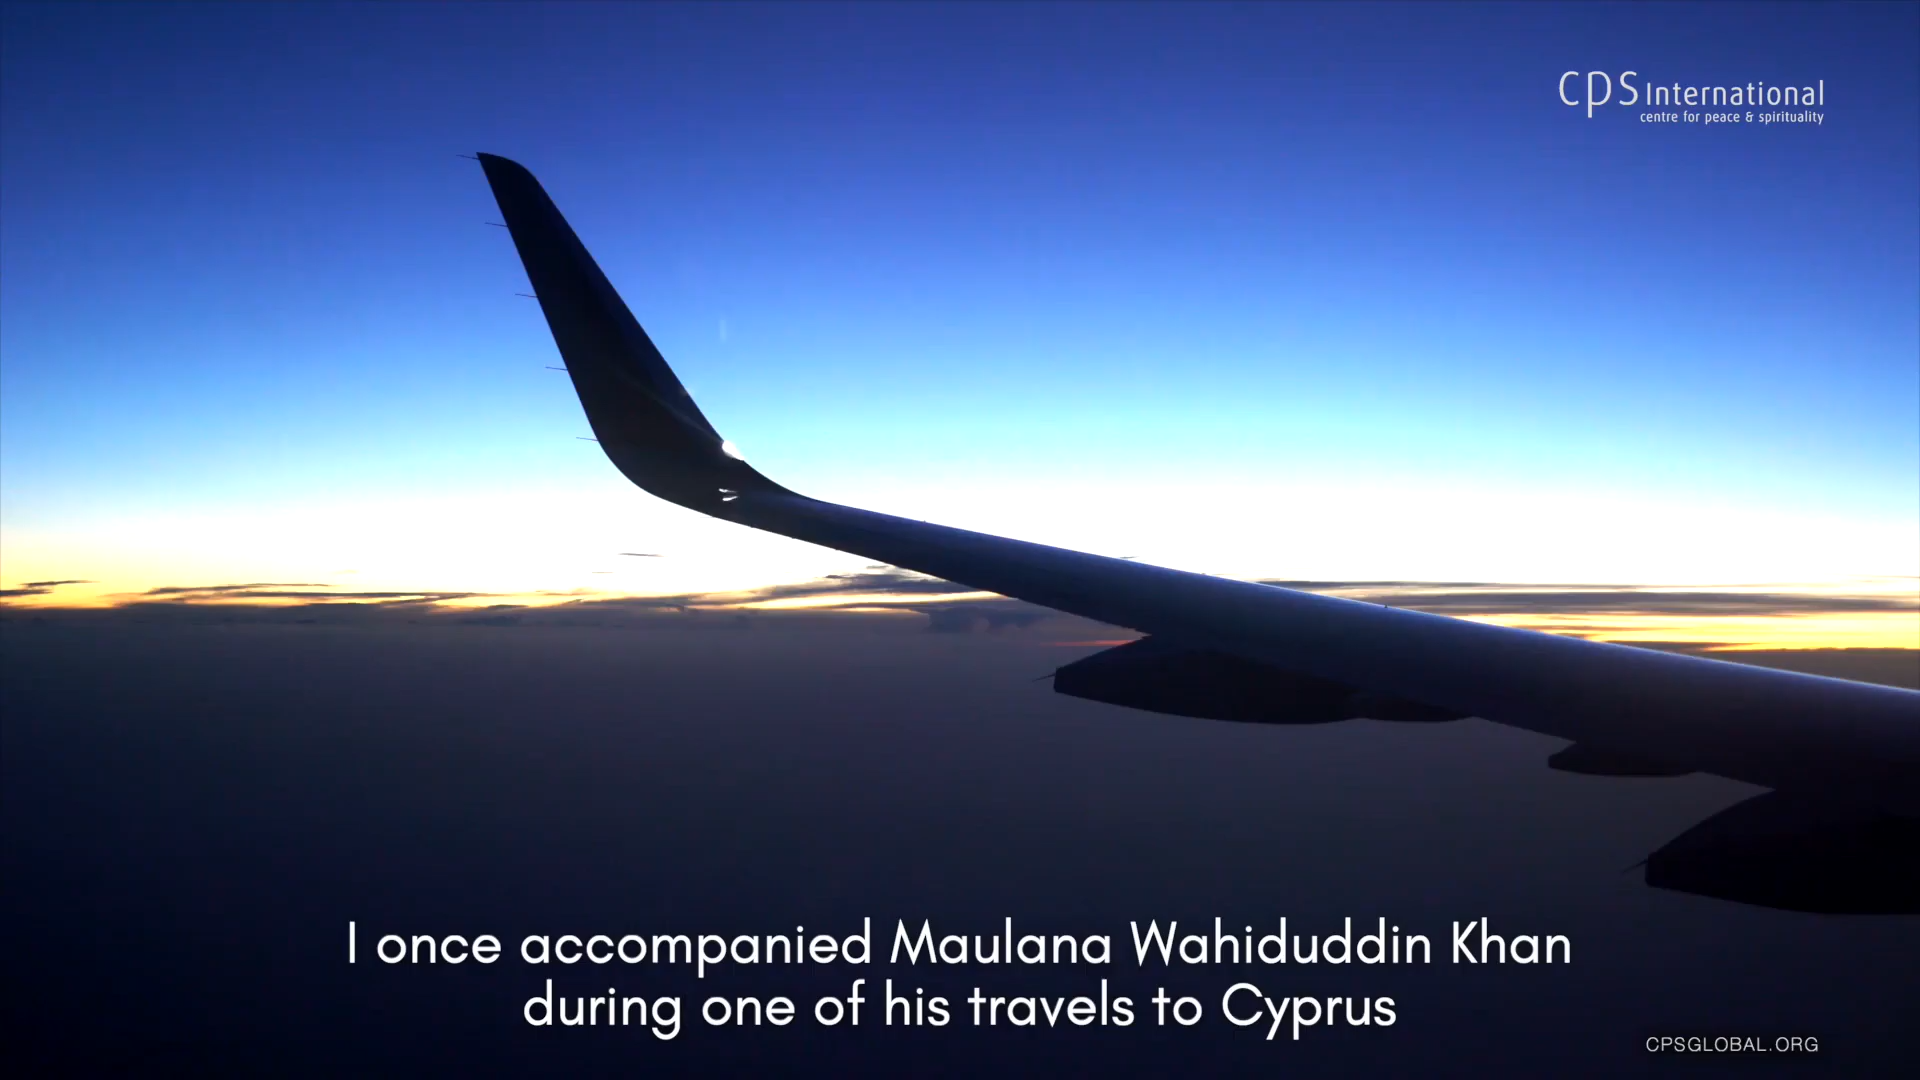 cps International
centre for peace & spirituality
I once accompanied Maulana Wahiduddin Khan
during one of his travels to Cyprus
CPSGLOBAL.ORG